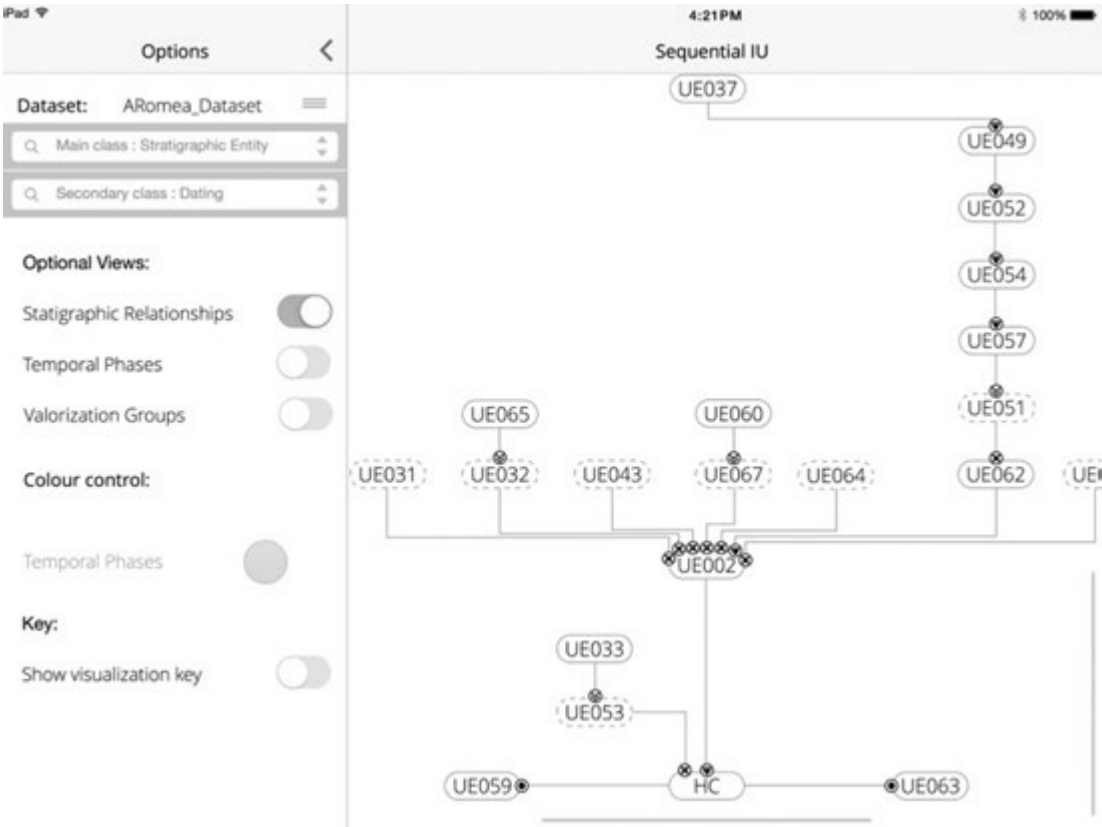 iPad 4:21PM 100%
Options Sequential IU
Dataset: ARomea_Dataset
Main class : Stratigraphic Entity
Secondary class : Dating
Optional Views:
Statigraphic Relationships
Temporal Phases
Valorization Groups
Colour control:
Temporal Phases
Key:
Show visualization key
UE037
UE049
UE052
UE054
UE057
UE065 UE060 UE051
UE031 UE032 UE043 UE067 UE064 UE062
UE002
UE033
UE053
UE059 HC UE063